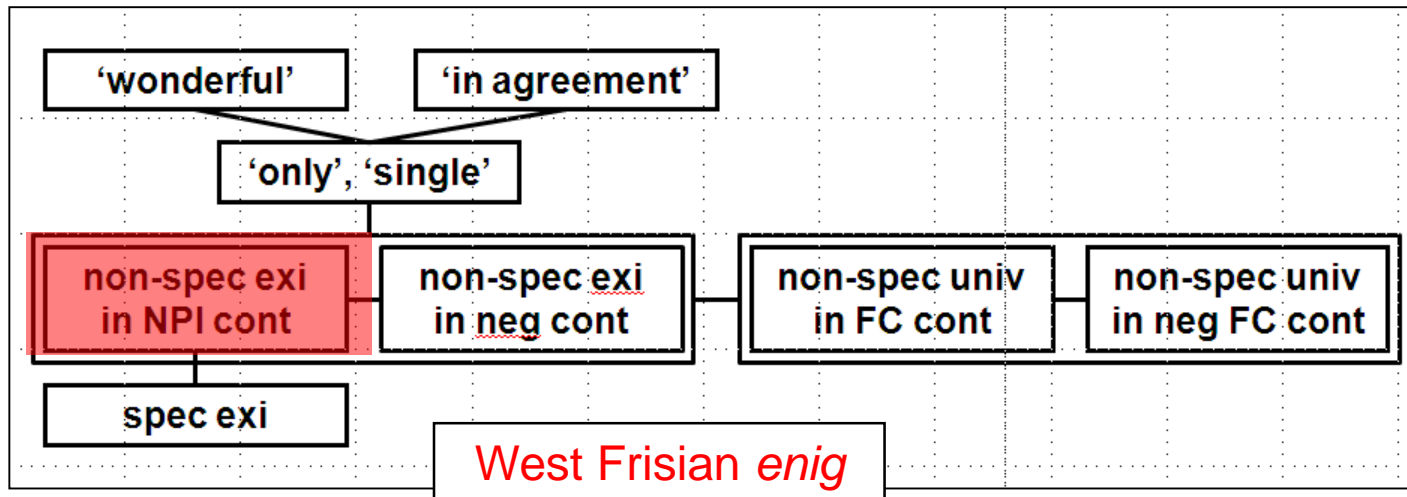 ‘wonderful’ ‘in agreement’
‘only’, ‘single’
non-spec exi
in NPI cont
non-spec exi
in neg cont
non-spec univ
in FC cont
non-spec univ
in neg FC cont
spec exi
West Frisian enig